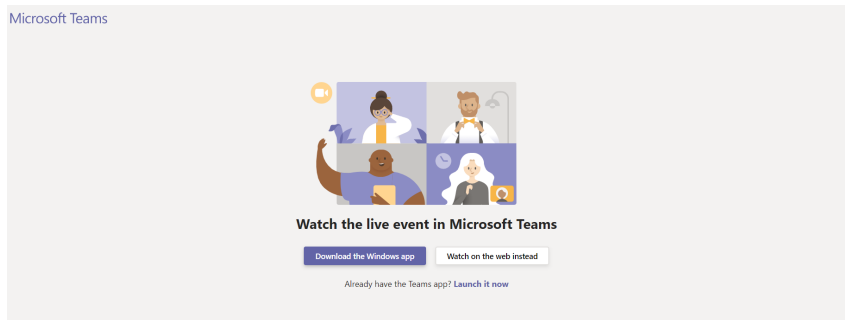 Microsoft Teams
Watch the live event in Microsoft Teams
Download the Windows app
Watch on the web instead
Already have the Teams app? Launch it now